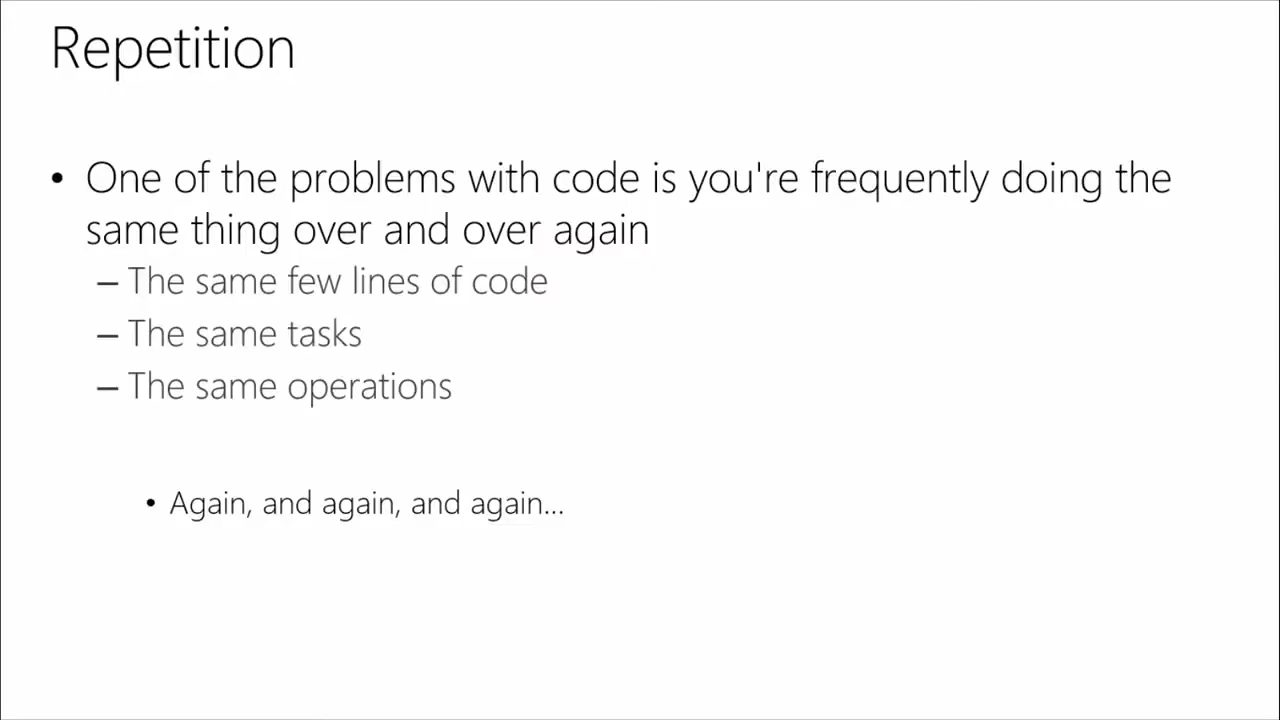 Repetition
• One of the problems with code is you're frequently doing the
same thing over and over again
– The same few lines of code
– The same tasks
– The same operations
• Again, and again, and again...